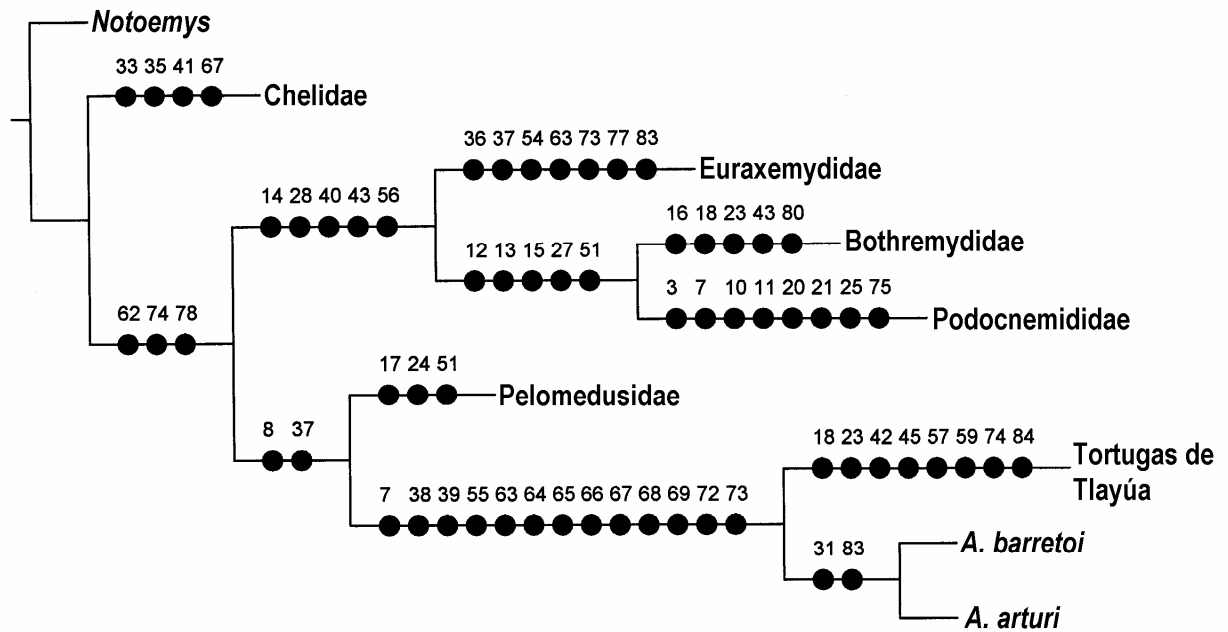 Notoemys
33 35 41 67
Chelidae
36 37 54 63 73 77 83
Euraxemydidae
14 28 40 43 56
16 18 23 43 80
Bothremydidae
12 13 15 27 51
3 7 10 11 20 21 25 75
Podocnemididae
62 74 78
17 24 51
Pelomedusidae
8 37
18 23 42 45 57 59 74 84
Tortugas de
Tlayúa
7 38 39 55 63 64 65 66 67 68 69 72 73
31 83
A. barretoi
A. arturi